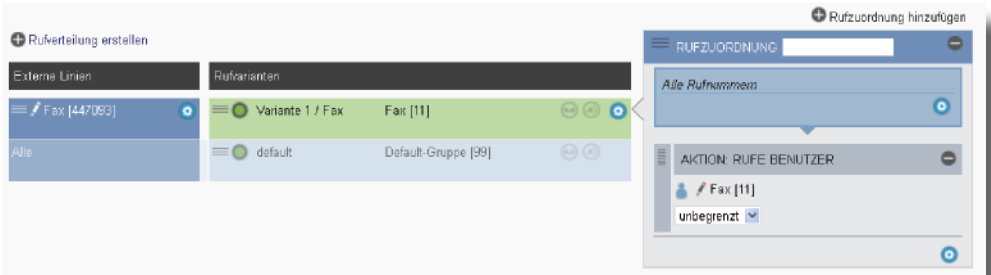 Rufzuordnung hinzufügen
Rufverteilung erstellen
RUFZUORDNUNG
Externe Linien
Rufvarianten
Alle Rufnummern
Fax [447093]
Variante 1 / Fax Fax [11]
Alle
default Default-Gruppe [99]
AKTION: RUFE BENUTZER
Fax [11]
unbegrenzt